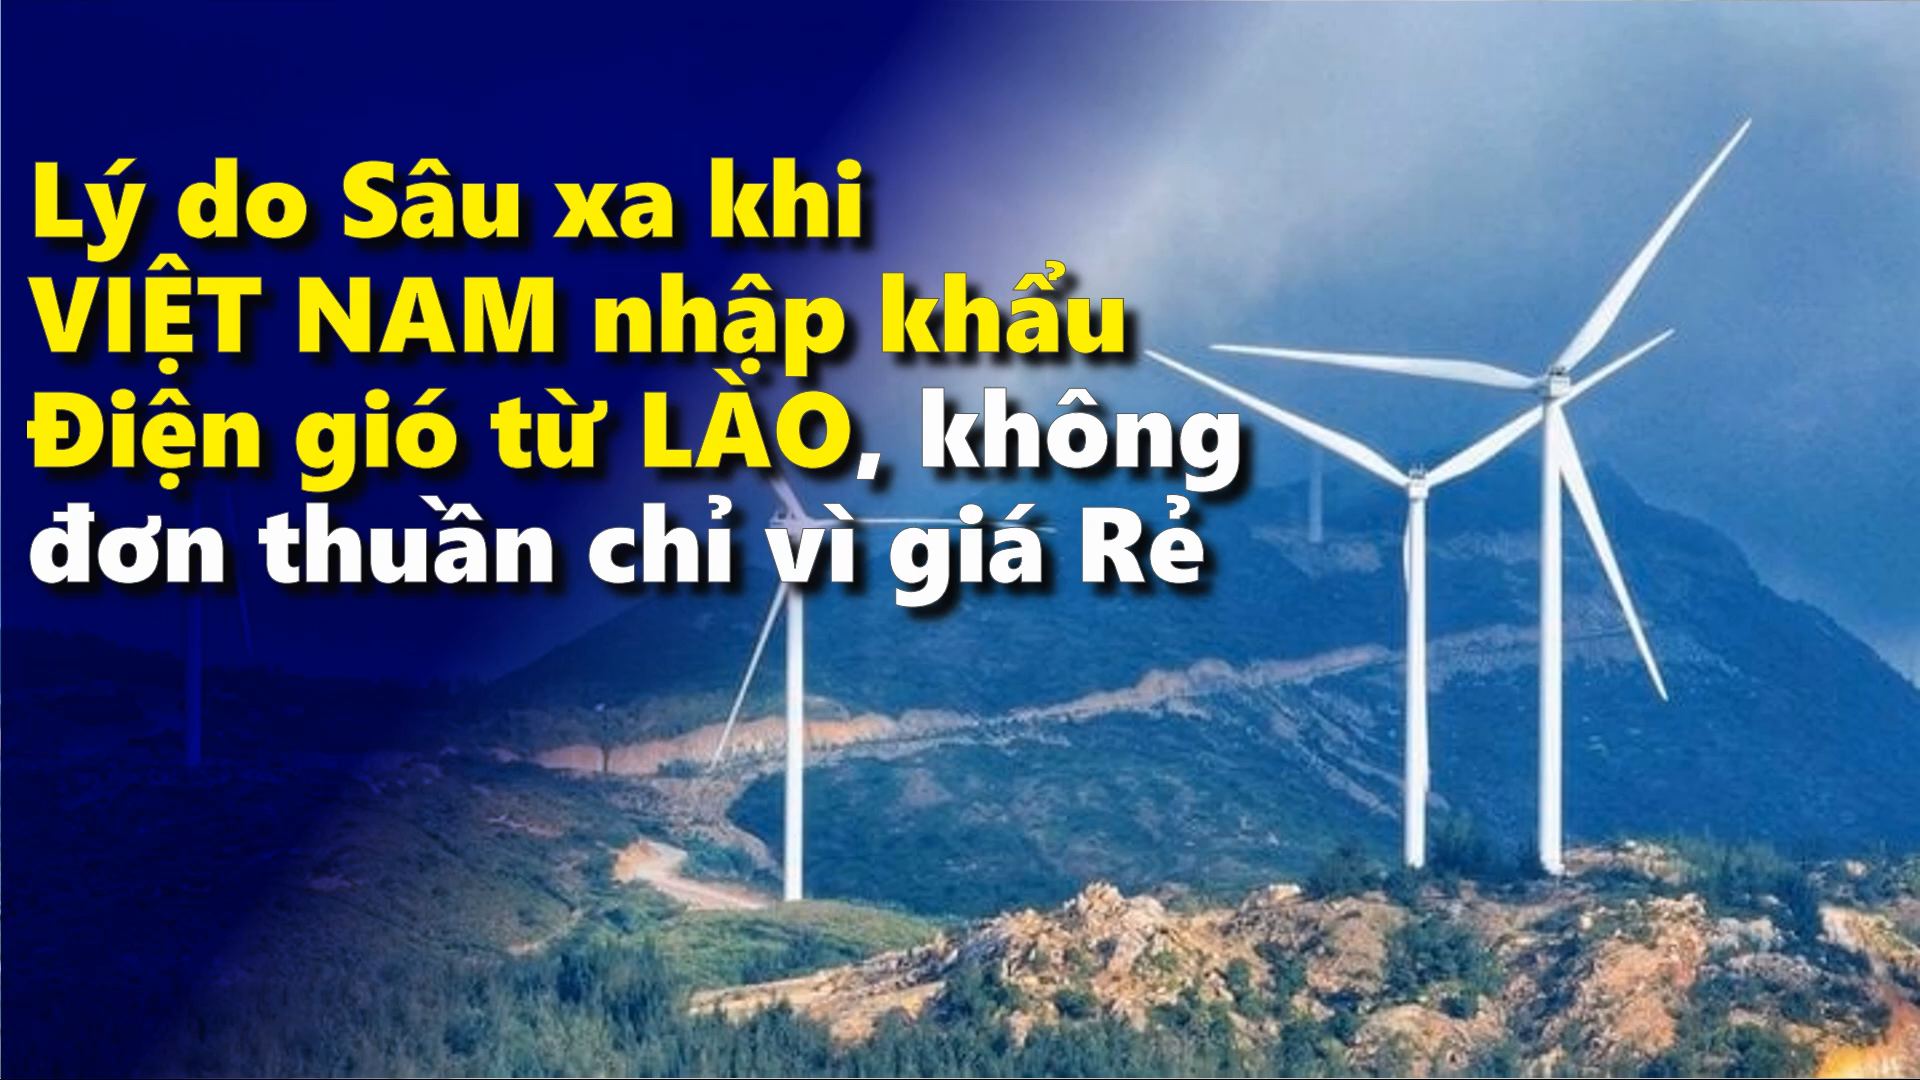 Lý do Sâu xa khi
VIỆT NAM nhập khẩu
Điện gió từ LÀO, không
đơn thuần chỉ vì giá Rẻ